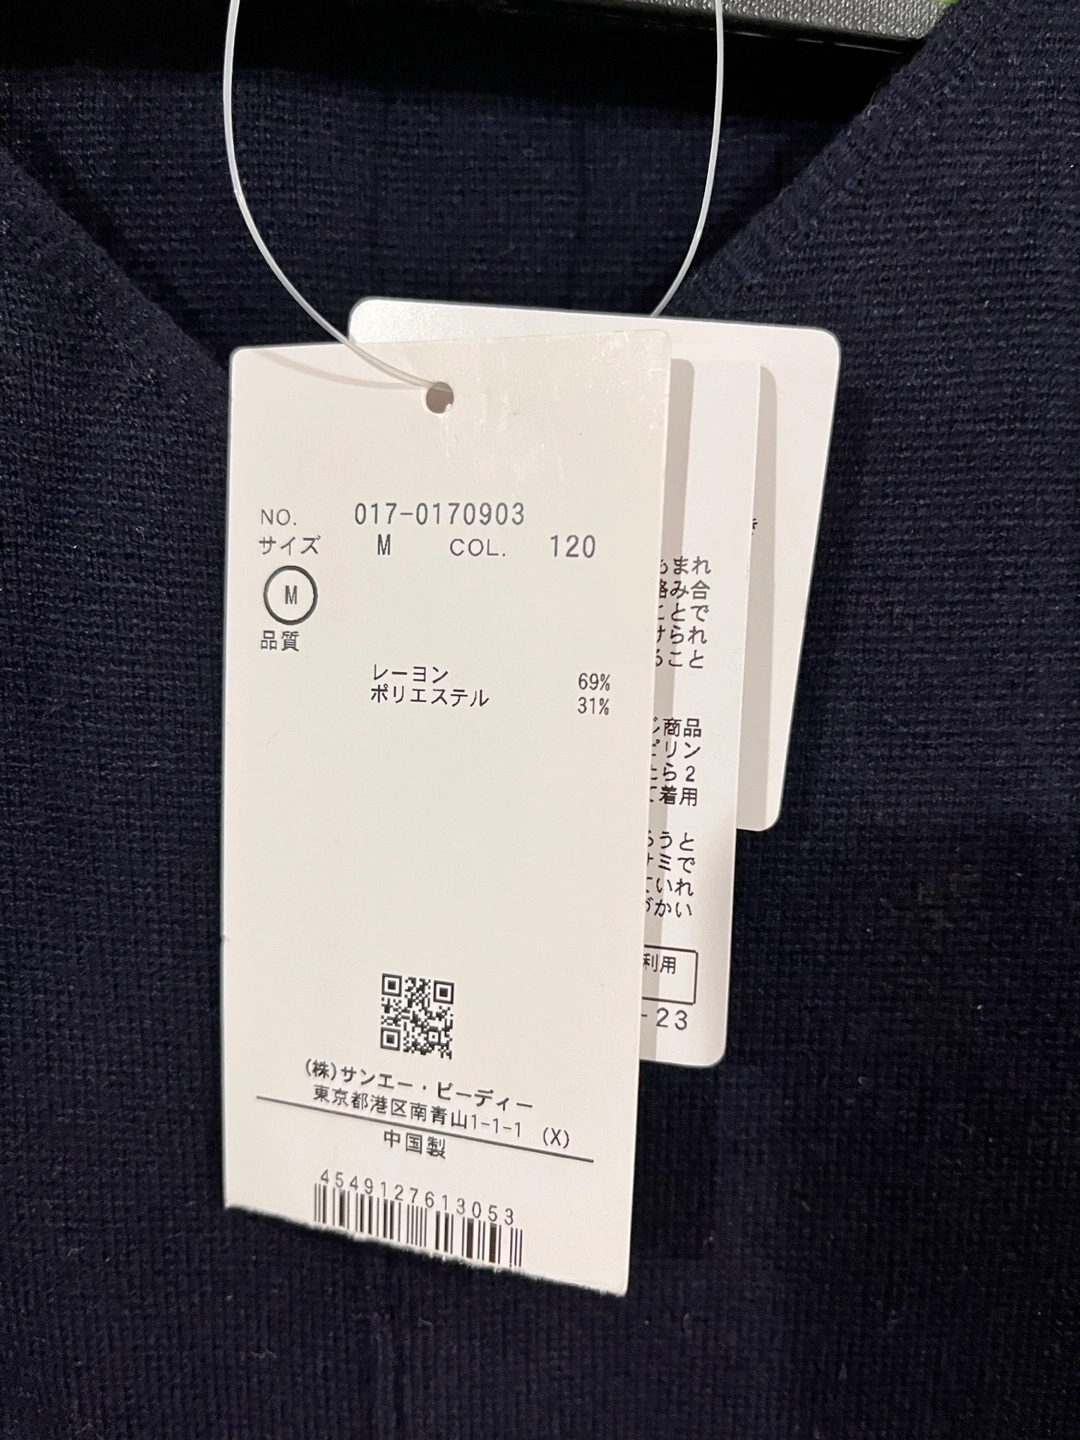 NO. 017-0170903
サイズ M COL. 120
M
品質
レーヨン 69%
ポリエステル 31%
(株)サンエー・ビーディー
東京都港区南青山1-1-1 (X)
中国製
4549127613053
もまれ
絡み合
ことで
けられ
ること
じ商品
ピリン
たら2
て着用
らうと
サミで
ていれ
づかい
利用
-23
き